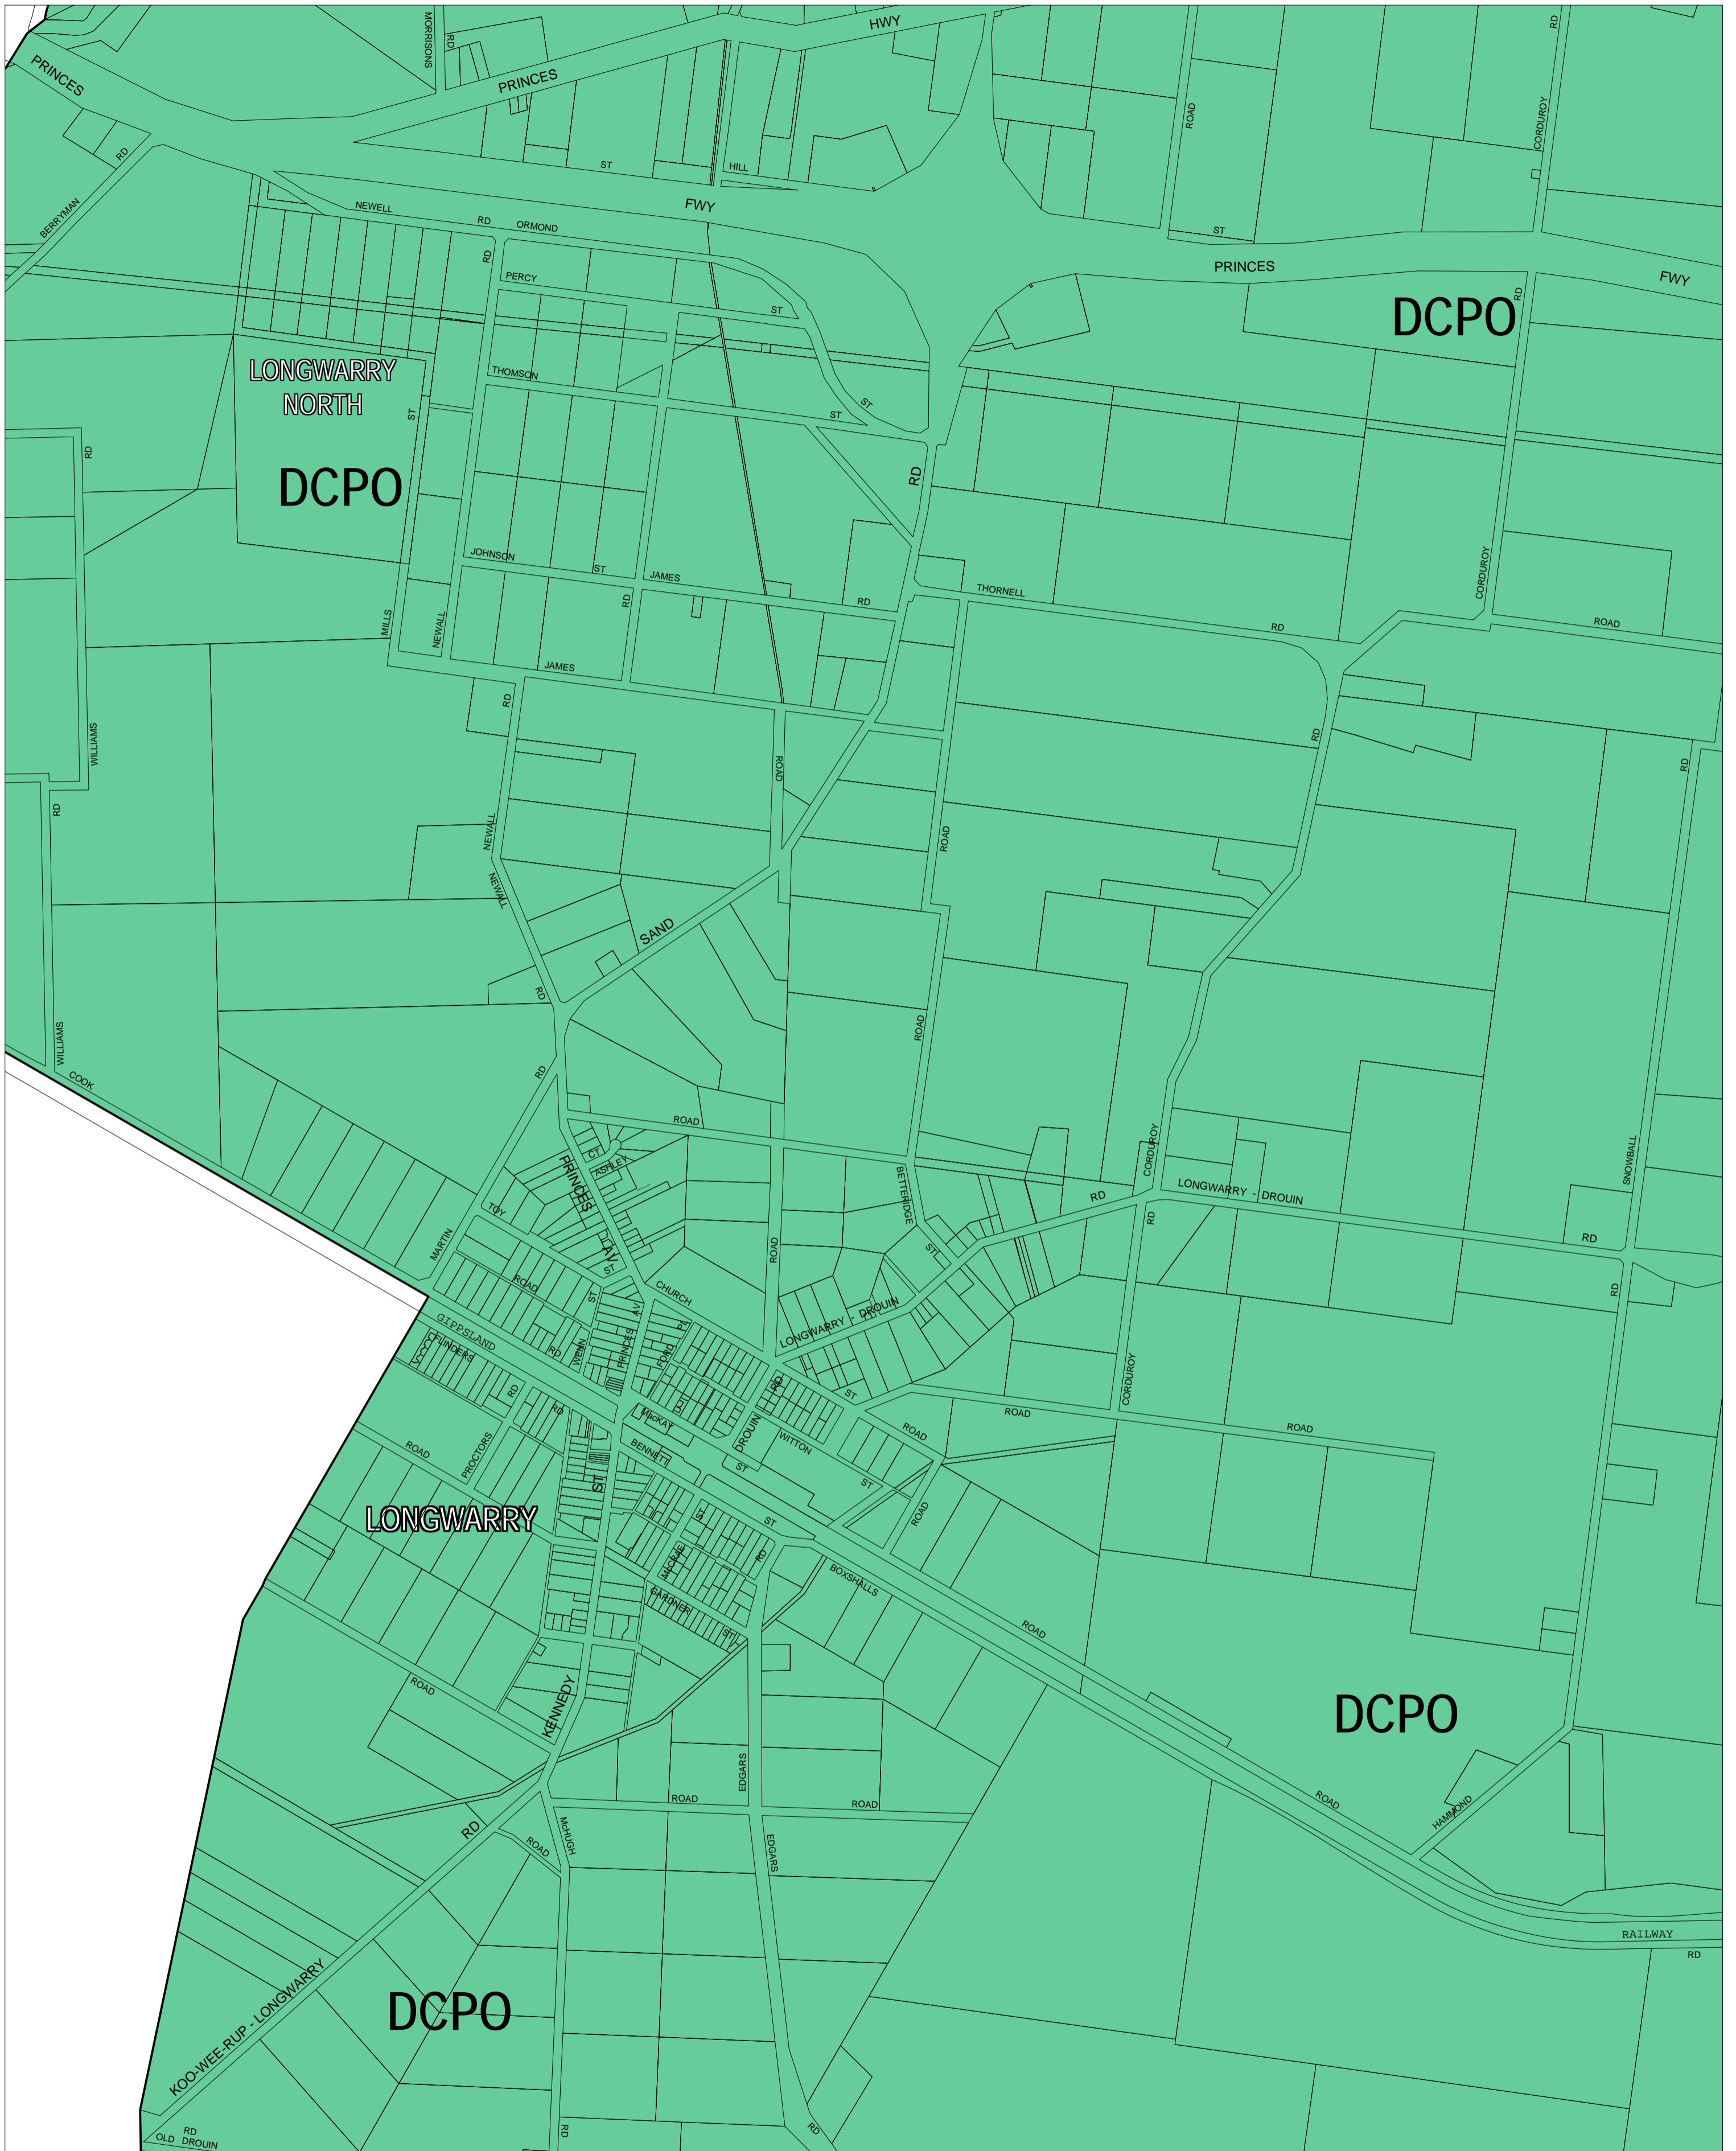 HWY
MORRISONS
RD
PRINCES
PRINCES
RD
ROAD
CORDUROY
RD
ST
HILL
BERRYMAN
FWY
NEWELL
RD
ORMOND
ST
RD
PERCY
ST
PRINCES
FWY
DCPO
RD
LONGWARRY
NORTH
THOMSON
ST
ST
ST
RD
DCPO
RD
JOHNSON
ST
JAMES
RD
RD
THORNELL
RD
CORDUROY
ROAD
MILLS
NEWALL
JAMES
RD
WILLIAMS
RD
ROAD
RD
RD
NEWALL
NEWALL
ROAD
SAND
RD
ROAD
WILLIAMS
COOK
RD
ROAD
CT
ASHLEY
PRINCES
AV
BETTERIDGE
CORDUROY
SNOWBALL
LONGWARRY - DROUIN
RD
RD
RD
TOY
ST
MARTIN
ROAD
ROAD
ST
RD
ST
CHURCH
AV
PL
LONGWARRY - DROUIN
GIPPSLAND
FLINDERS
RD
WENN
PRINCES
FORD
CORDUROY
RD
RD
RD
ST
ROAD
ROAD
ROAD
McKAY
DROUIN
WITTON
ST
ST
BENNETT
ROAD
PROCTORS
ST
LONGWARRY
ST
ST
RD
ROAD
McCRAE
GARDNER
ST
BOXSHALLS
ROAD
ROAD
KENNEDY
DCPO
EDGARS
ROAD
ROAD
ROAD
HAMMOND
RD
McHUGH
ROAD
EDGARS
RAILWAY
RD
KOO-WEE-RUP - LONGWARRY
DCPO
RD
OLD DROUIN
RD
RD